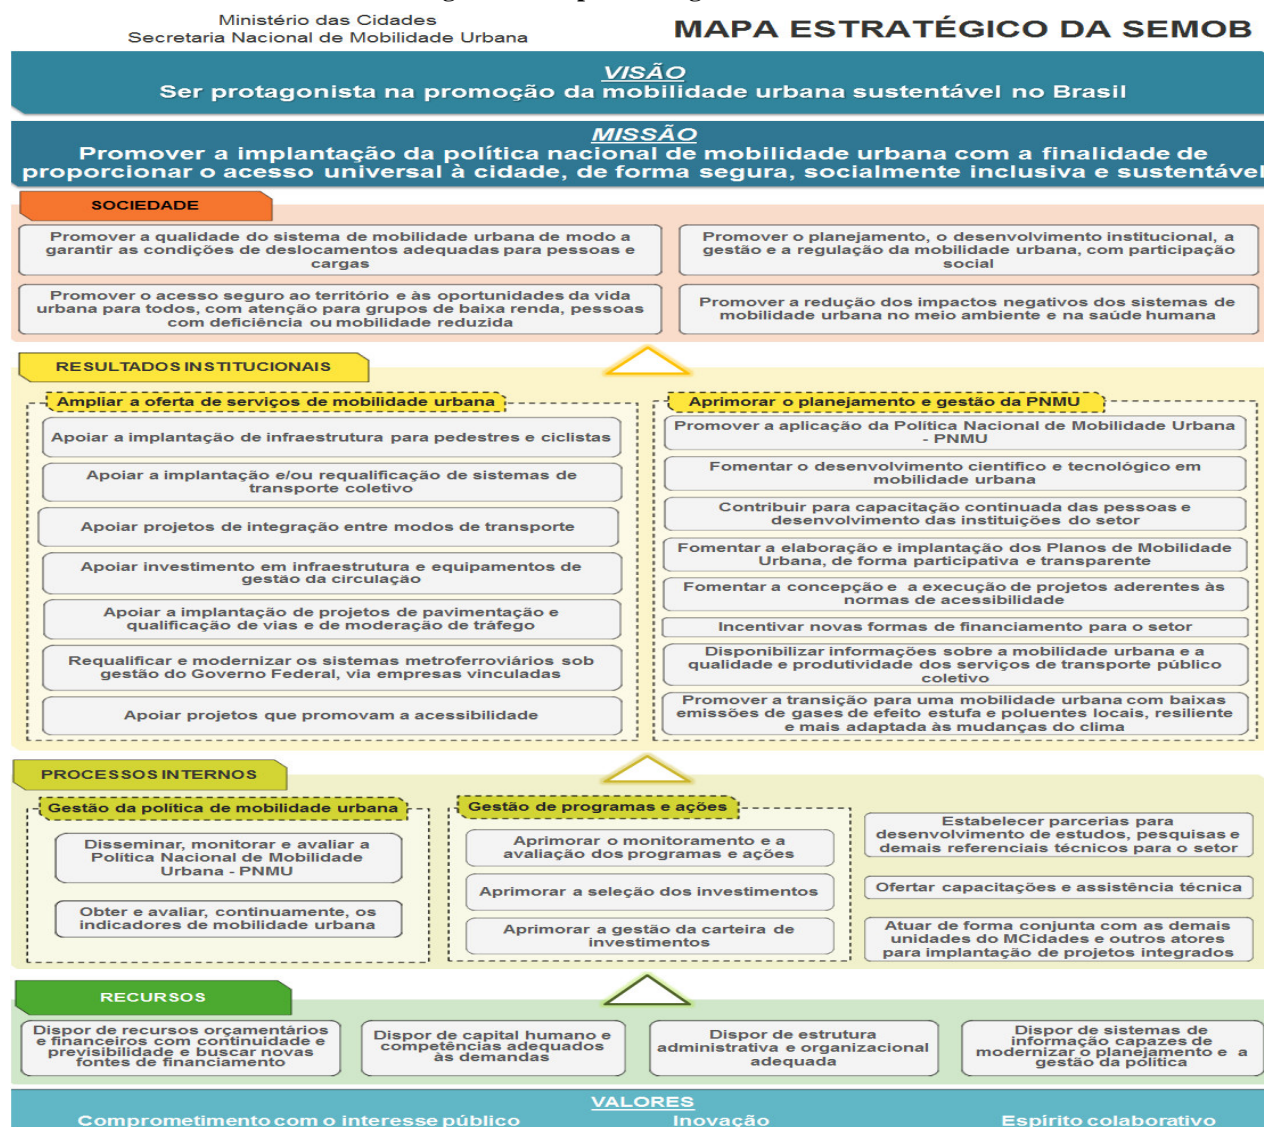 Ministério das Cidades
Secretaria Nacional de Mobilidade Urbana
MAPA ESTRATÉGICO DA SEMOB
VISÃO
Ser protagonista na promoção da mobilidade urbana sustentável no Brasil
MISSÃO
Promover a implantação da política nacional de mobilidade urbana com a finalidade de
proporcionar o acesso universal à cidade, de forma segura, socialmente inclusiva e sustentável
SOCIEDADE
Promover a qualidade do sistema de mobilidade urbana de modo a
garantir as condições de deslocamentos adequadas para pessoas e
cargas
Promover o planejamento, o desenvolvimento institucional, a
gestão e a regulação da mobilidade urbana, com participação
social
Promover o acesso seguro ao território e às oportunidades da vida
urbana para todos, com atenção para grupos de baixa renda, pessoas
com deficiência ou mobilidade reduzida
Promover a redução dos impactos negativos dos sistemas de
mobilidade urbana no meio ambiente e na saúde humana
RESULTADOS INSTITUCIONAIS
Ampliar a oferta de serviços de mobilidade urbana
Apoiar a implantação de infraestrutura para pedestres e ciclistas
Apoiar a implantação e/ou requalificação de sistemas de
transporte coletivo
Apoiar projetos de integração entre modos de transporte
Apoiar investimento em infraestrutura e equipamentos de
gestão da circulação
Apoiar a implantação de projetos de pavimentação e
qualificação de vias e de moderação de tráfego
Requalificar e modernizar os sistemas metroferroviários sob
gestão do Governo Federal, via empresas vinculadas
Apoiar projetos que promovam a acessibilidade
Aprimorar o planejamento e gestão da PNMU
Promover a aplicação da Política Nacional de Mobilidade Urbana
- PNMU
Fomentar o desenvolvimento científico e tecnológico em
mobilidade urbana
Contribuir para capacitação continuada das pessoas e
desenvolvimento das instituições do setor
Fomentar a elaboração e implantação dos Planos de Mobilidade
Urbana, de forma participativa e transparente
Fomentar a concepção e a execução de projetos aderentes às
normas de acessibilidade
Incentivar novas formas de financiamento para o setor
Disponibilizar informações sobre a mobilidade urbana e a
qualidade e produtividade dos serviços de transporte público
coletivo
Promover a transição para uma mobilidade urbana com baixas
emissões de gases de efeito estufa e poluentes locais, resiliente
e mais adaptada às mudanças do clima
PROCESSOS INTERNOS
Gestão da política de mobilidade urbana
Disseminar, monitorar e avaliar a
Política Nacional de Mobilidade
Urbana - PNMU
Obter e avaliar, continuamente, os
indicadores de mobilidade urbana
Gestão de programas e ações
Aprimorar o monitoramento e a
avaliação dos programas e ações
Aprimorar a seleção dos investimentos
Aprimorar a gestão da carteira de
investimentos
Estabelecer parcerias para
desenvolvimento de estudos, pesquisas e
demais referenciais técnicos para o setor
Ofertar capacitações e assistência técnica
Atuar de forma conjunta com as demais
unidades do MCidades e outros atores
para implantação de projetos integrados
RECURSOS
Dispor de recursos orçamentários
e financeiros com continuidade e
previsibilidade e buscar novas
fontes de financiamento
Dispor de capital humano e
competências adequados
às demandas
Dispor de estrutura
administrativa e organizacional
adequada
Dispor de sistemas de
informação capazes de
modernizar o planejamento e a
gestão da política
VALORES
Comprometimento com o interesse público
Inovação
Espírito colaborativo